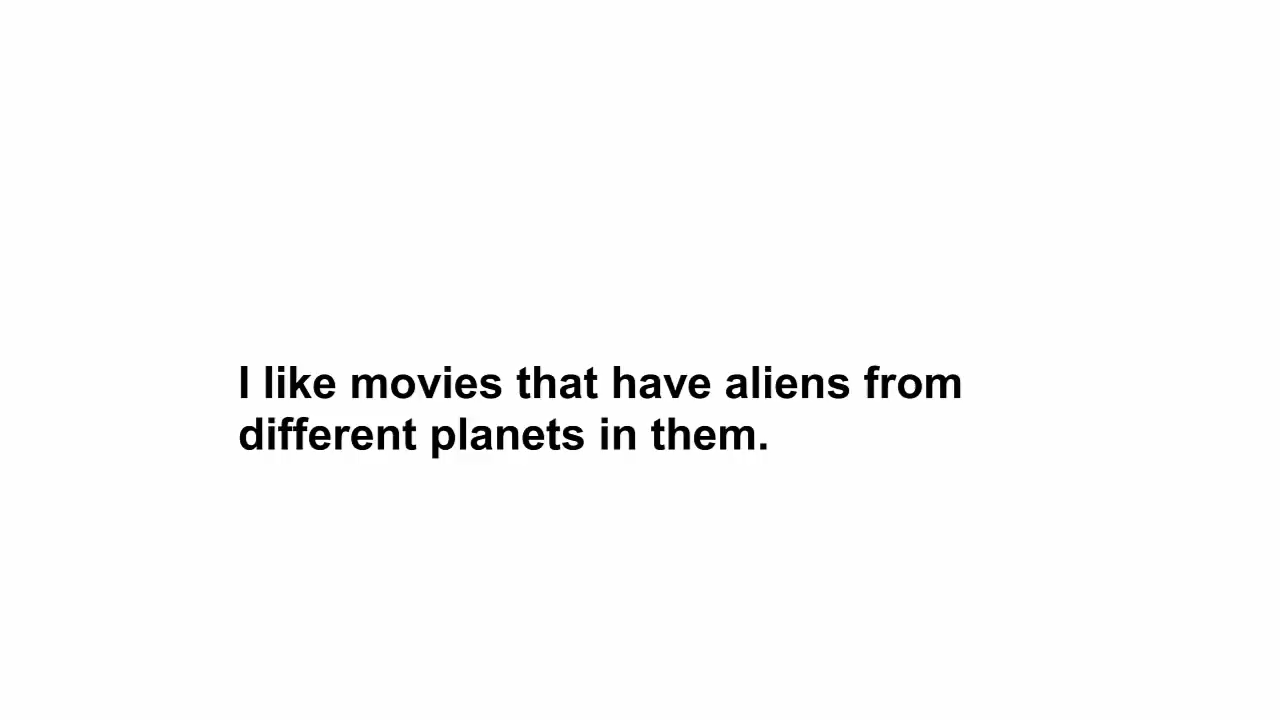 I like movies that have aliens from
different planets in them.